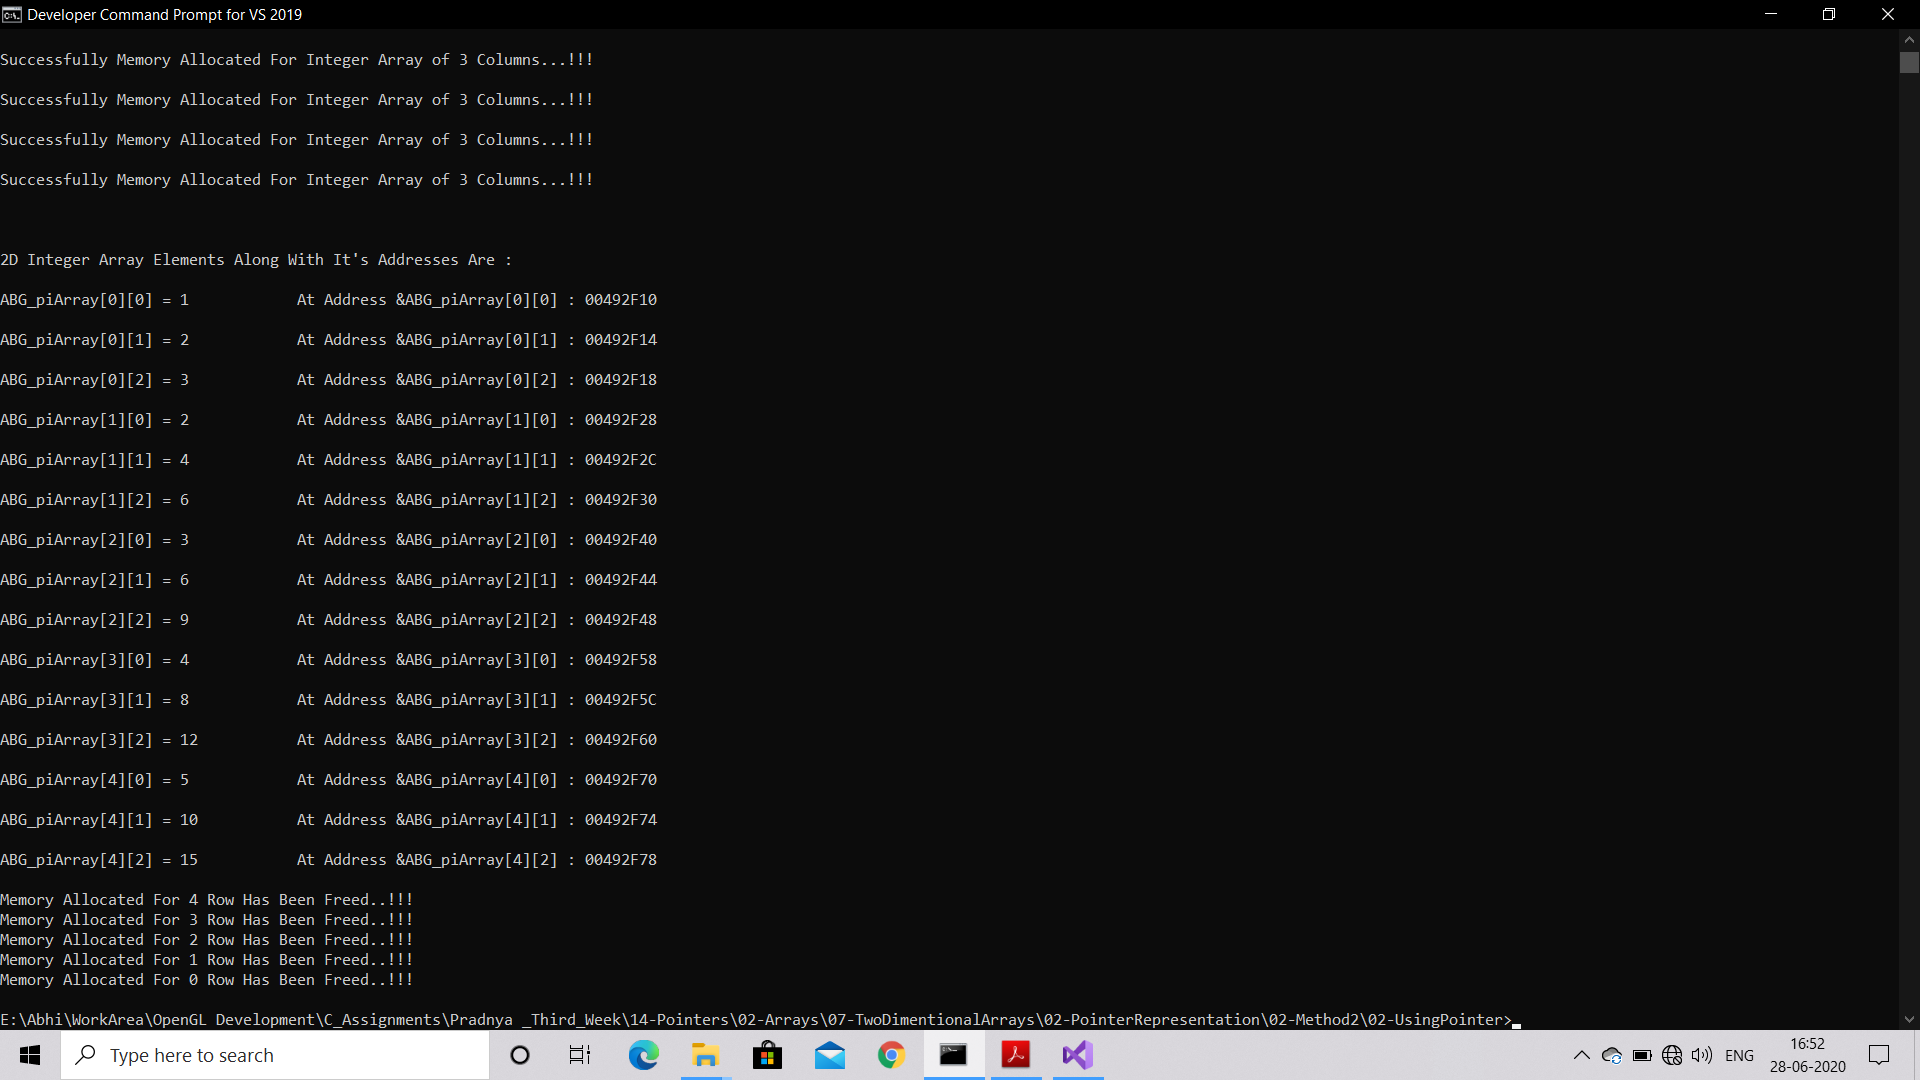 Developer Command Prompt for VS 2019
Successfully Memory Allocated For Integer Array of 3 Columns...!!!
Successfully Memory Allocated For Integer Array of 3 Columns...!!!
Successfully Memory Allocated For Integer Array of 3 Columns...!!!
Successfully Memory Allocated For Integer Array of 3 Columns...!!!
2D Integer Array Elements Along With It's Addresses Are :
ABG_piArray[0][0] = 1 At Address &ABG_piArray[0][0] : 00492F10
ABG_piArray[0][1] = 2 At Address &ABG_piArray[0][1] : 00492F14
ABG_piArray[0][2] = 3 At Address &ABG_piArray[0][2] : 00492F18
ABG_piArray[1][0] = 2 At Address &ABG_piArray[1][0] : 00492F28
ABG_piArray[1][1] = 4 At Address &ABG_piArray[1][1] : 00492F2C
ABG_piArray[1][2] = 6 At Address &ABG_piArray[1][2] : 00492F30
ABG_piArray[2][0] = 3 At Address &ABG_piArray[2][0] : 00492F40
ABG_piArray[2][1] = 6 At Address &ABG_piArray[2][1] : 00492F44
ABG_piArray[2][2] = 9 At Address &ABG_piArray[2][2] : 00492F48
ABG_piArray[3][0] = 4 At Address &ABG_piArray[3][0] : 00492F58
ABG_piArray[3][1] = 8 At Address &ABG_piArray[3][1] : 00492F5C
ABG_piArray[3][2] = 12 At Address &ABG_piArray[3][2] : 00492F60
ABG_piArray[4][0] = 5 At Address &ABG_piArray[4][0] : 00492F70
ABG_piArray[4][1] = 10 At Address &ABG_piArray[4][1] : 00492F74
ABG_piArray[4][2] = 15 At Address &ABG_piArray[4][2] : 00492F78
Memory Allocated For 4 Row Has Been Freed..!!!
Memory Allocated For 3 Row Has Been Freed..!!!
Memory Allocated For 2 Row Has Been Freed..!!!
Memory Allocated For 1 Row Has Been Freed..!!!
Memory Allocated For 0 Row Has Been Freed..!!!
E:\Abhi\WorkArea\OpenGL Development\C_Assignments\Pradnya _Third_Week\14-Pointers\02-Arrays\07-TwoDimentionalArrays\02-PointerRepresentation\02-Method2\02-UsingPointer>
Type here to search
ENG
16:52
28-06-2020